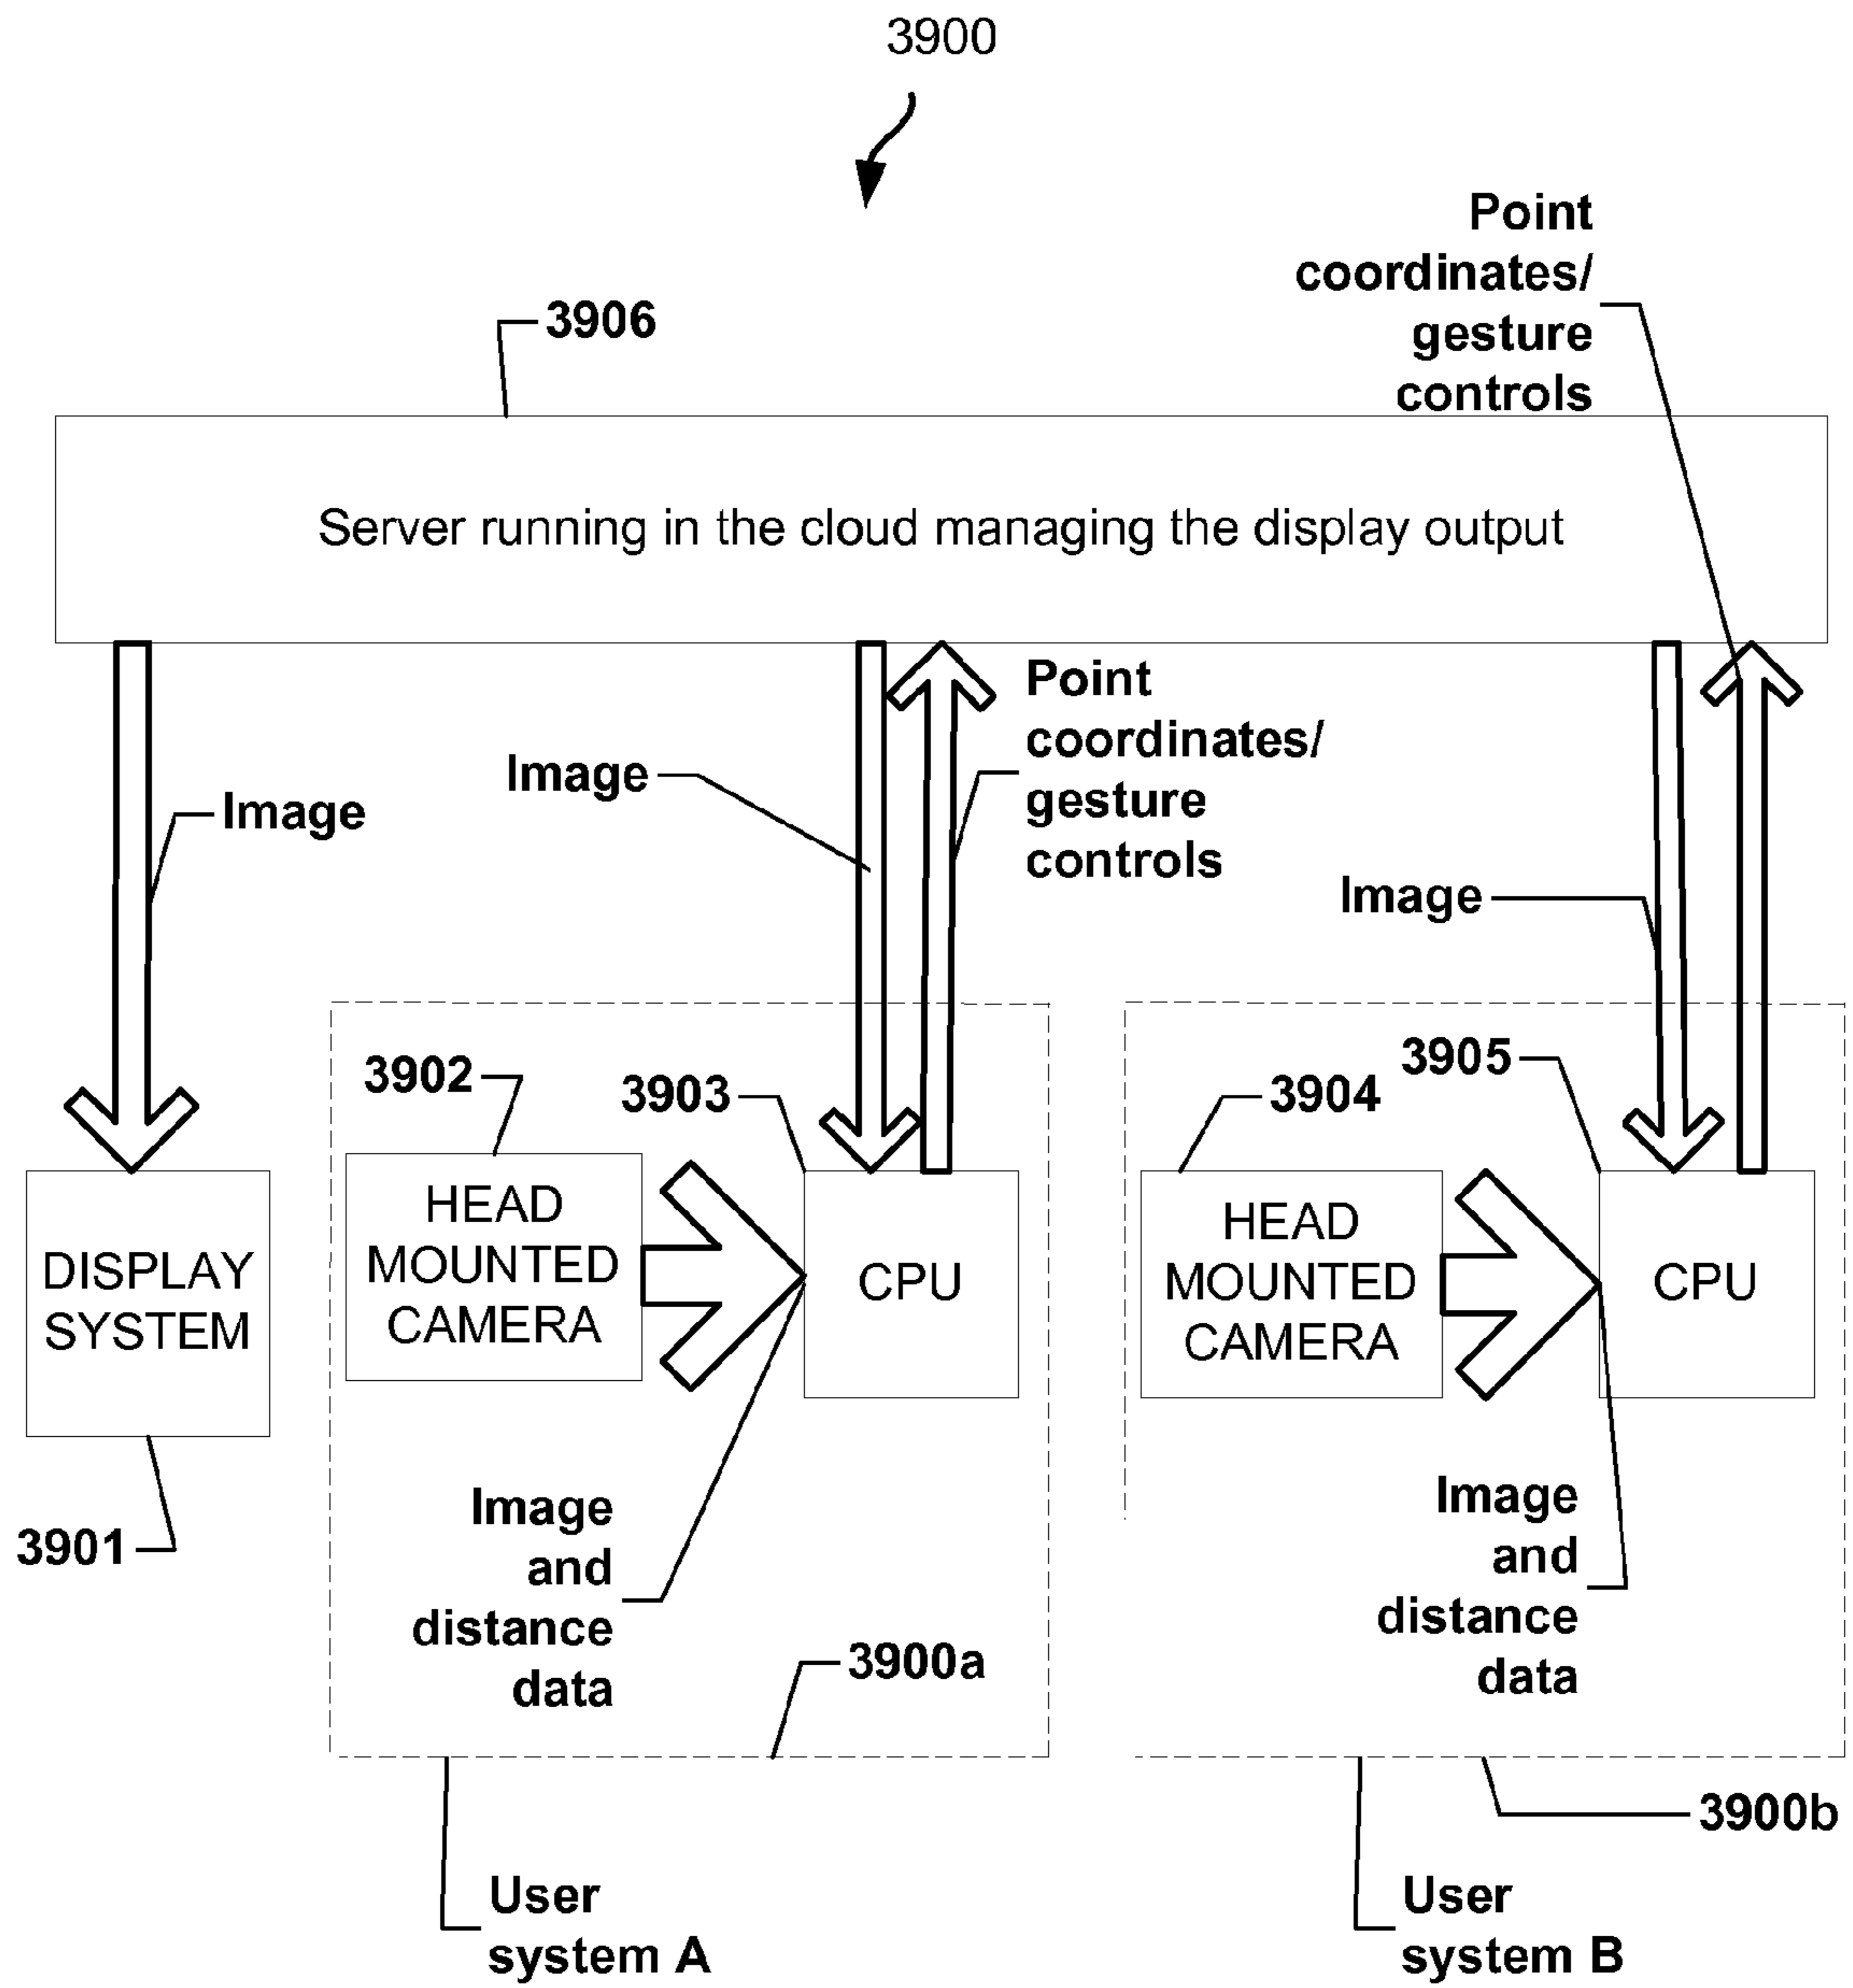 3900
Point
coordinates/
gesture
controls
3906
Server running in the cloud managing the display output
Image
Image
Point
coordinates/
gesture
controls
Image
3902
3903
3904
3905
DISPLAY
SYSTEM
HEAD
MOUNTED
CAMERA
CPU
HEAD
MOUNTED
CAMERA
CPU
3901
Image
and
distance
data
Image
and
distance
data
3900a
3900b
User
system A
User
system B